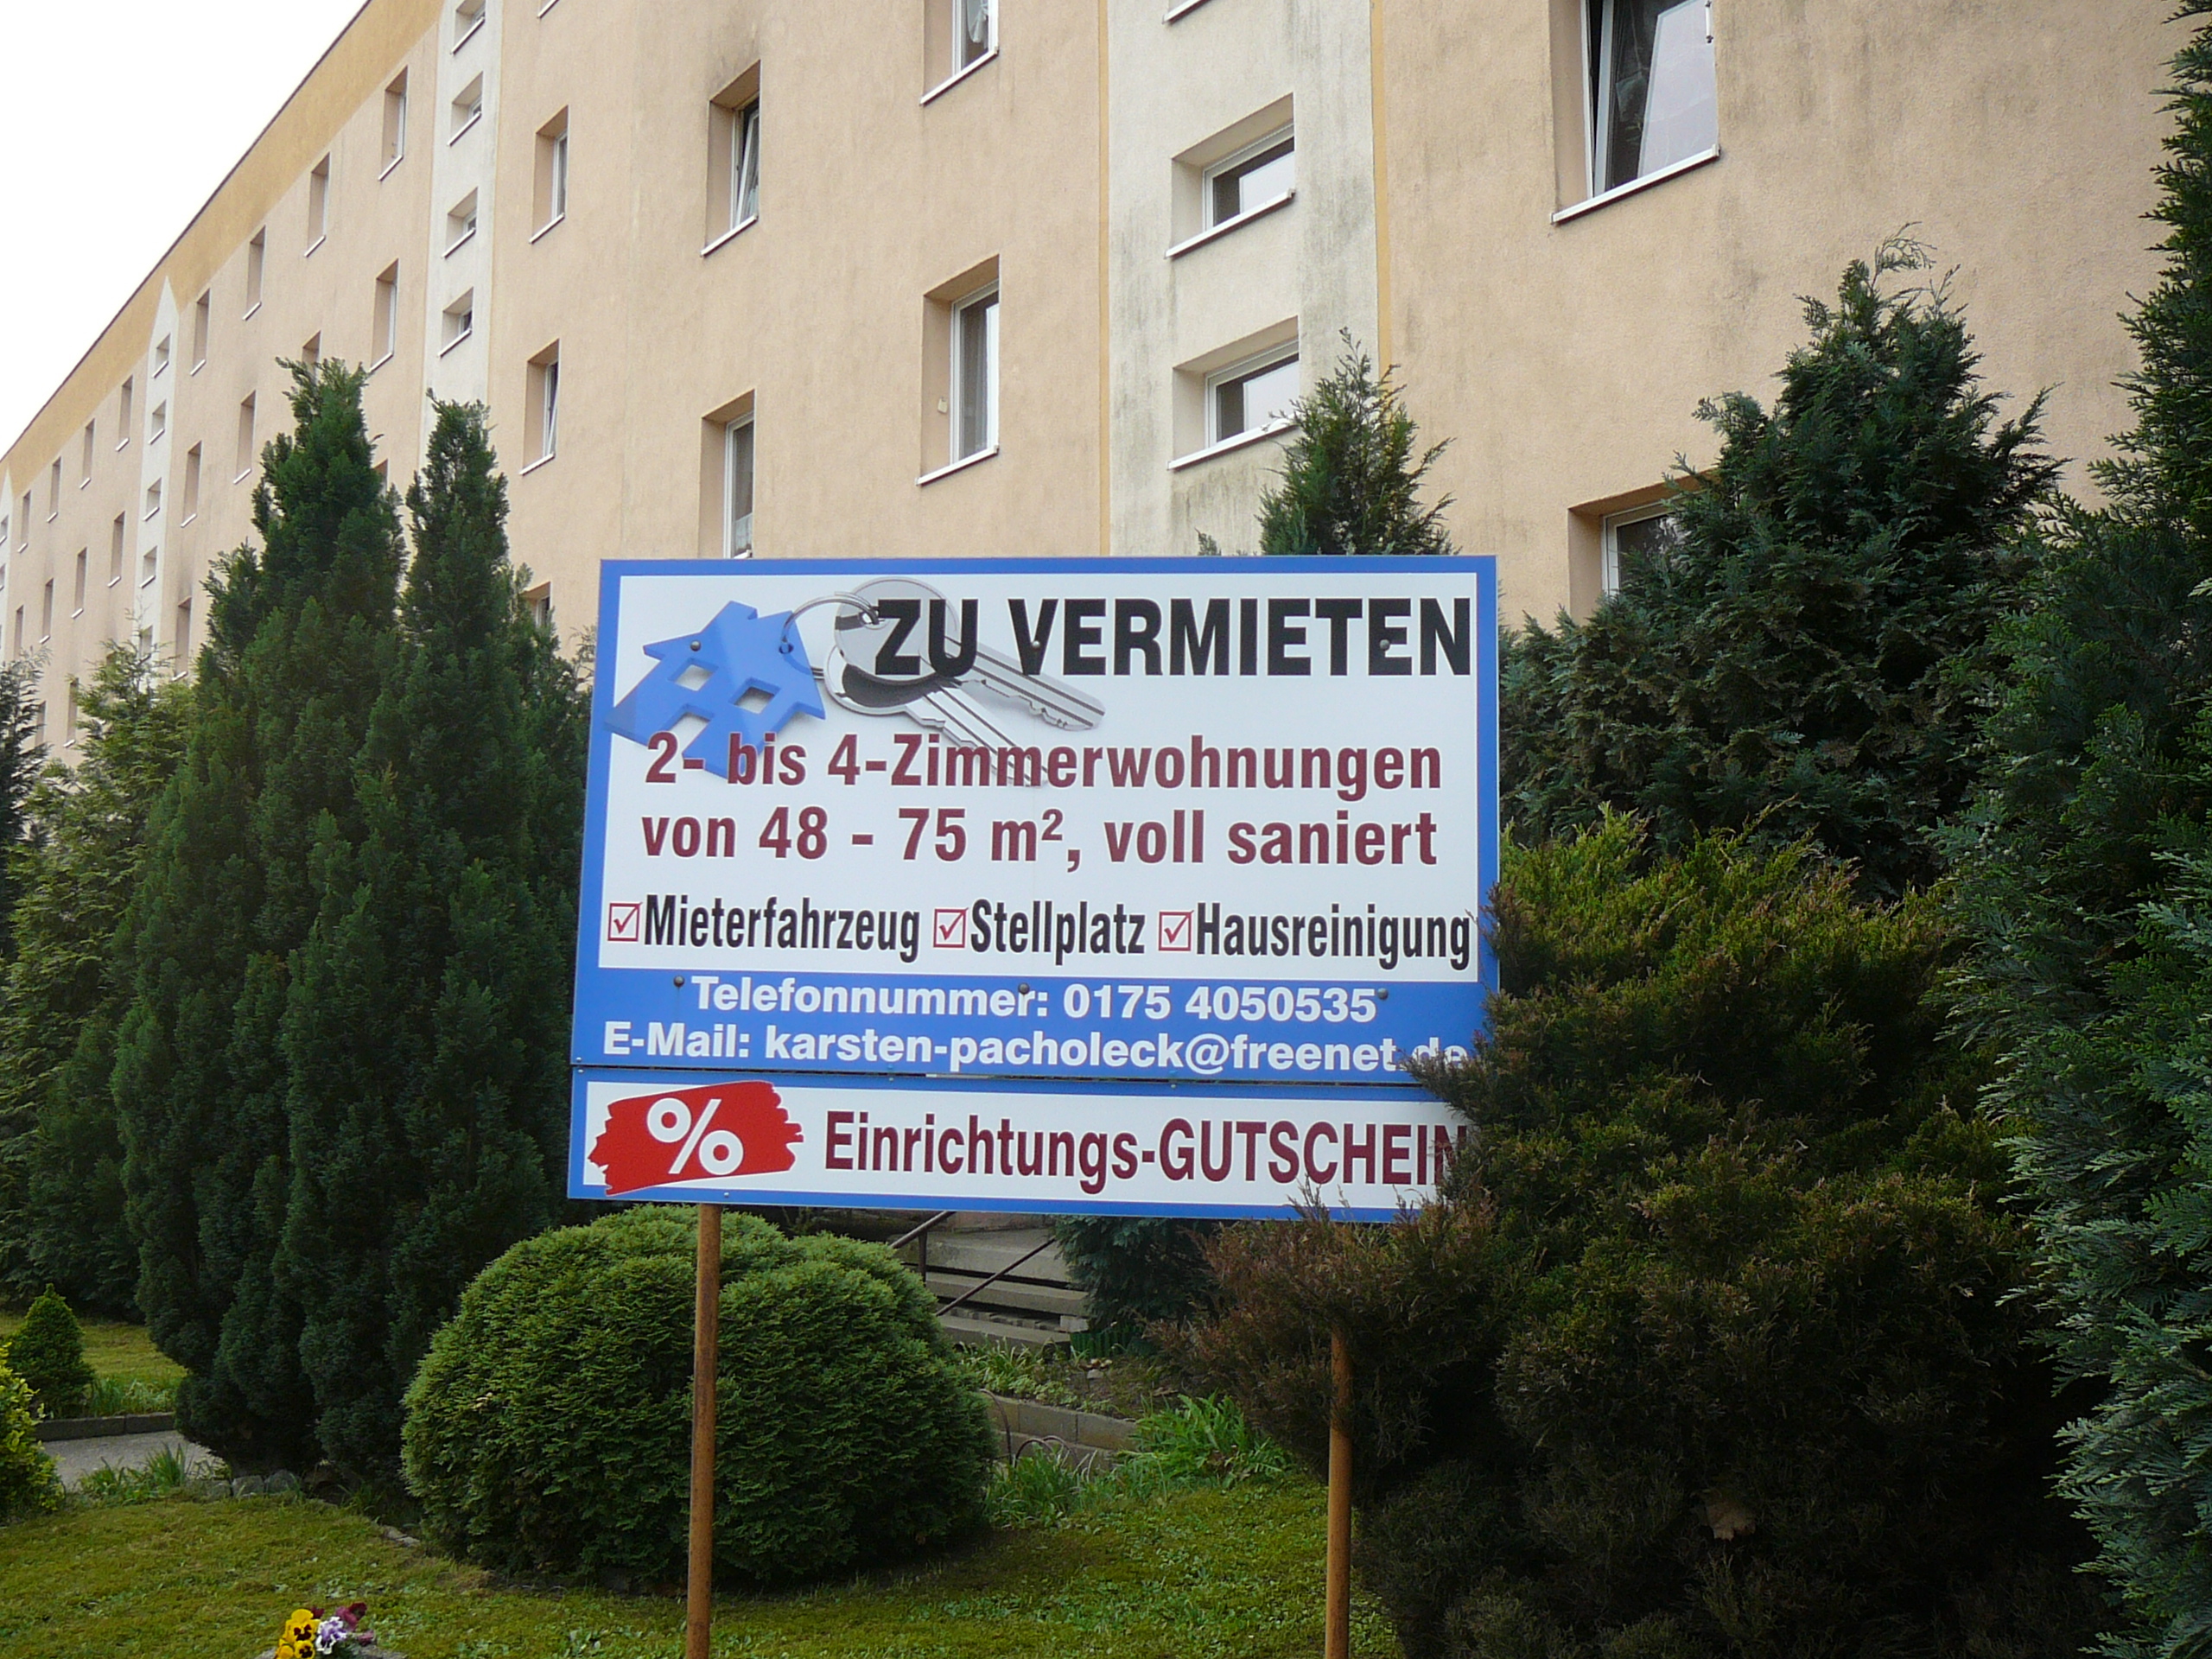 ZU VERMIETEN
2- bis 4-Zimmerwohnungen
von 48 - 75 m², voll saniert
Mieterfahrzeug Stellplatz Hausreinigung
Telefonnummer: 0175 4050535
E-Mail: karsten-pacholeck@freenet.de
% Einrichtungs-GUTSCHEIN